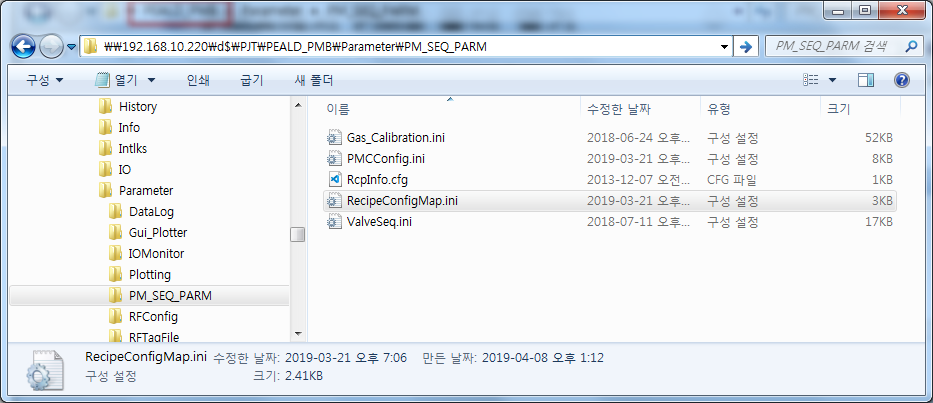 ₩₩192.168.10.220₩d$₩PJT₩PEALD_PMB₩Parameter₩PM_SEQ_PARM
PM_SEQ_PARM 검색
구성 열기 인쇄 굽기 새 폴더
이름 수정한 날짜 유형 크기
History
Info
Intlks
IO
Parameter
DataLog
Gui_Plotter
IOMonitor
Plotting
PM_SEQ_PARM
RFConfig
RFTagFile
Gas_Calibration.ini 2018-06-24 오후... 구성 설정 52KB
PMCConfig.ini 2019-03-21 오후... 구성 설정 8KB
RcpInfo.cfg 2013-12-07 오전... CFG 파일 1KB
RecipeConfigMap.ini 2019-03-21 오후... 구성 설정 3KB
ValveSeq.ini 2018-07-11 오후... 구성 설정 17KB
RecipeConfigMap.ini 수정한 날짜: 2019-03-21 오후 7:06 만든 날짜: 2019-04-08 오후 1:12
구성 설정 크기: 2.41KB